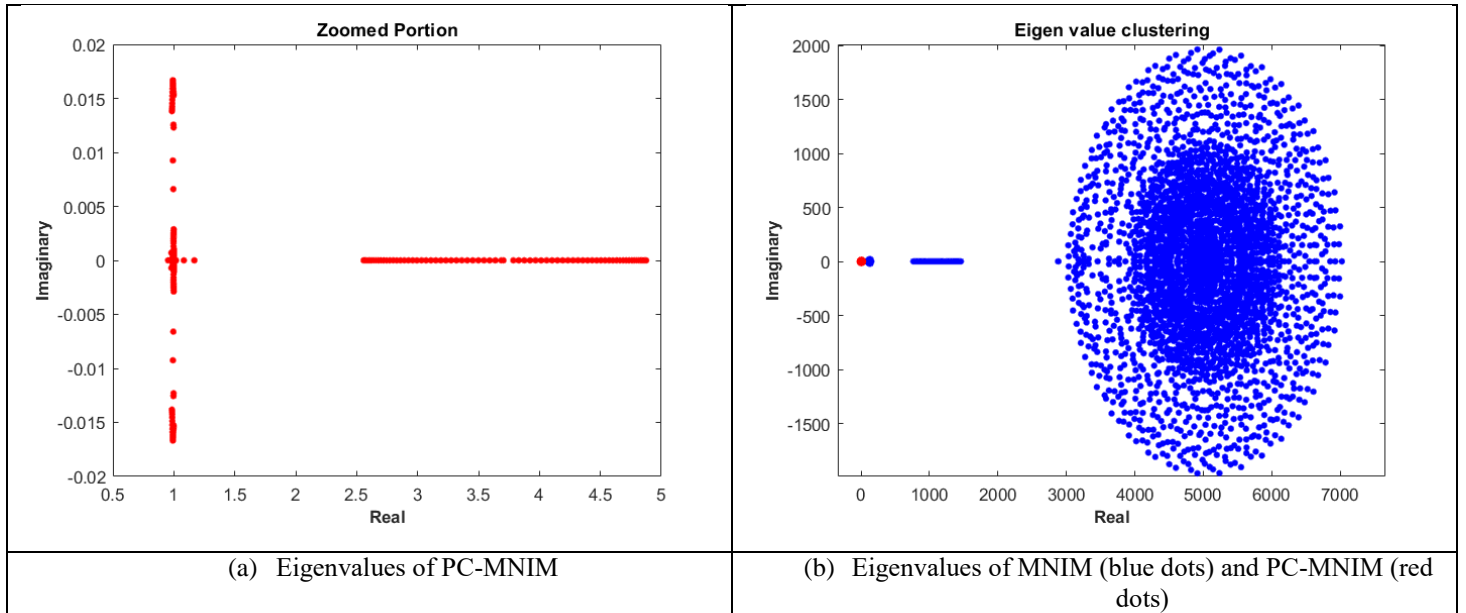 Zoomed Portion
0.02
0.015
0.01
0.005
0
-0.005
-0.01
-0.015
-0.02
Imaginary
0.5 1 1.5 2 2.5 3 3.5 4 4.5 5
Real
(a) Eigenvalues of PC-MNIM
Eigen value clustering
2000
1500
1000
500
0
-500
-1000
-1500
Imaginary
0 1000 2000 3000 4000 5000 6000 7000
Real
(b) Eigenvalues of MNIM (blue dots) and PC-MNIM (red
dots)